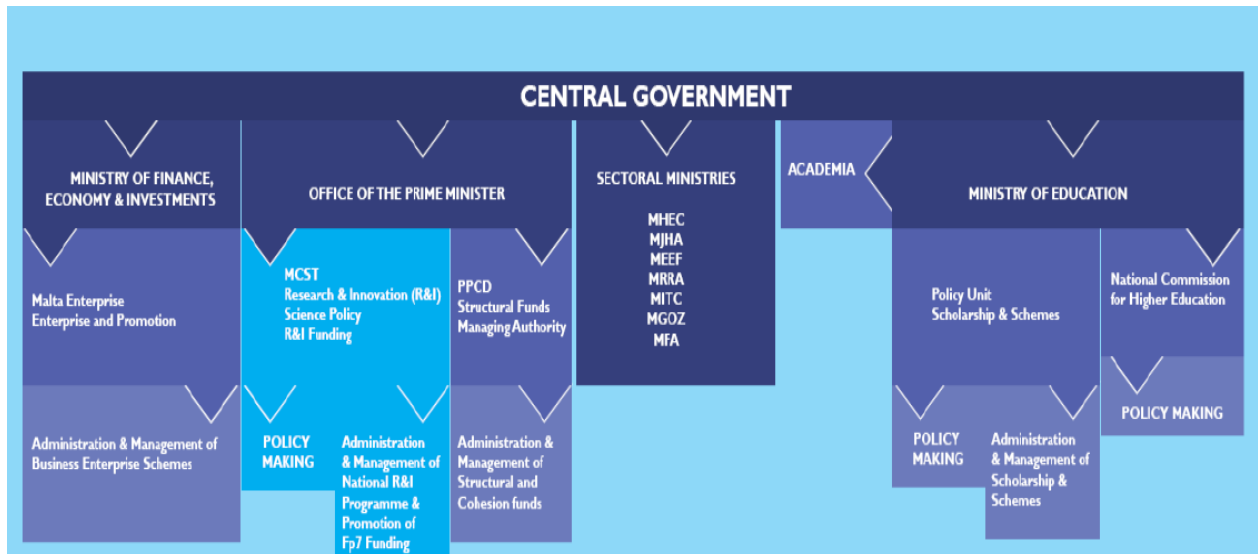 CENTRAL GOVERNMENT
MINISTRY OF FINANCE,
ECONOMY & INVESTMENTS
OFFICE OF THE PRIME MINISTER
SECTORAL MINISTRIES
MHEC
MJHA
MEEF
MRRA
MITC
MGOZ
MFA
ACADEMIA
MINISTRY OF EDUCATION
Malta Enterprise
Enterprise and Promotion
MCST
Research & Innovation (R&I)
Science Policy
R&I Funding
PPCD
Structural Funds
Managing Authority
Policy Unit
Scholarship & Schemes
National Commission
for Higher Education
Administration & Management of
Business Enterprise Schemes
POLICY
MAKING
Administration
& Management of
National R&I
Programme &
Promotion of
Fp7 Funding
Administration &
Management of
Structural and
Cohesion funds
POLICY
MAKING
Administration
& Management of
Scholarship &
Schemes
POLICY MAKING